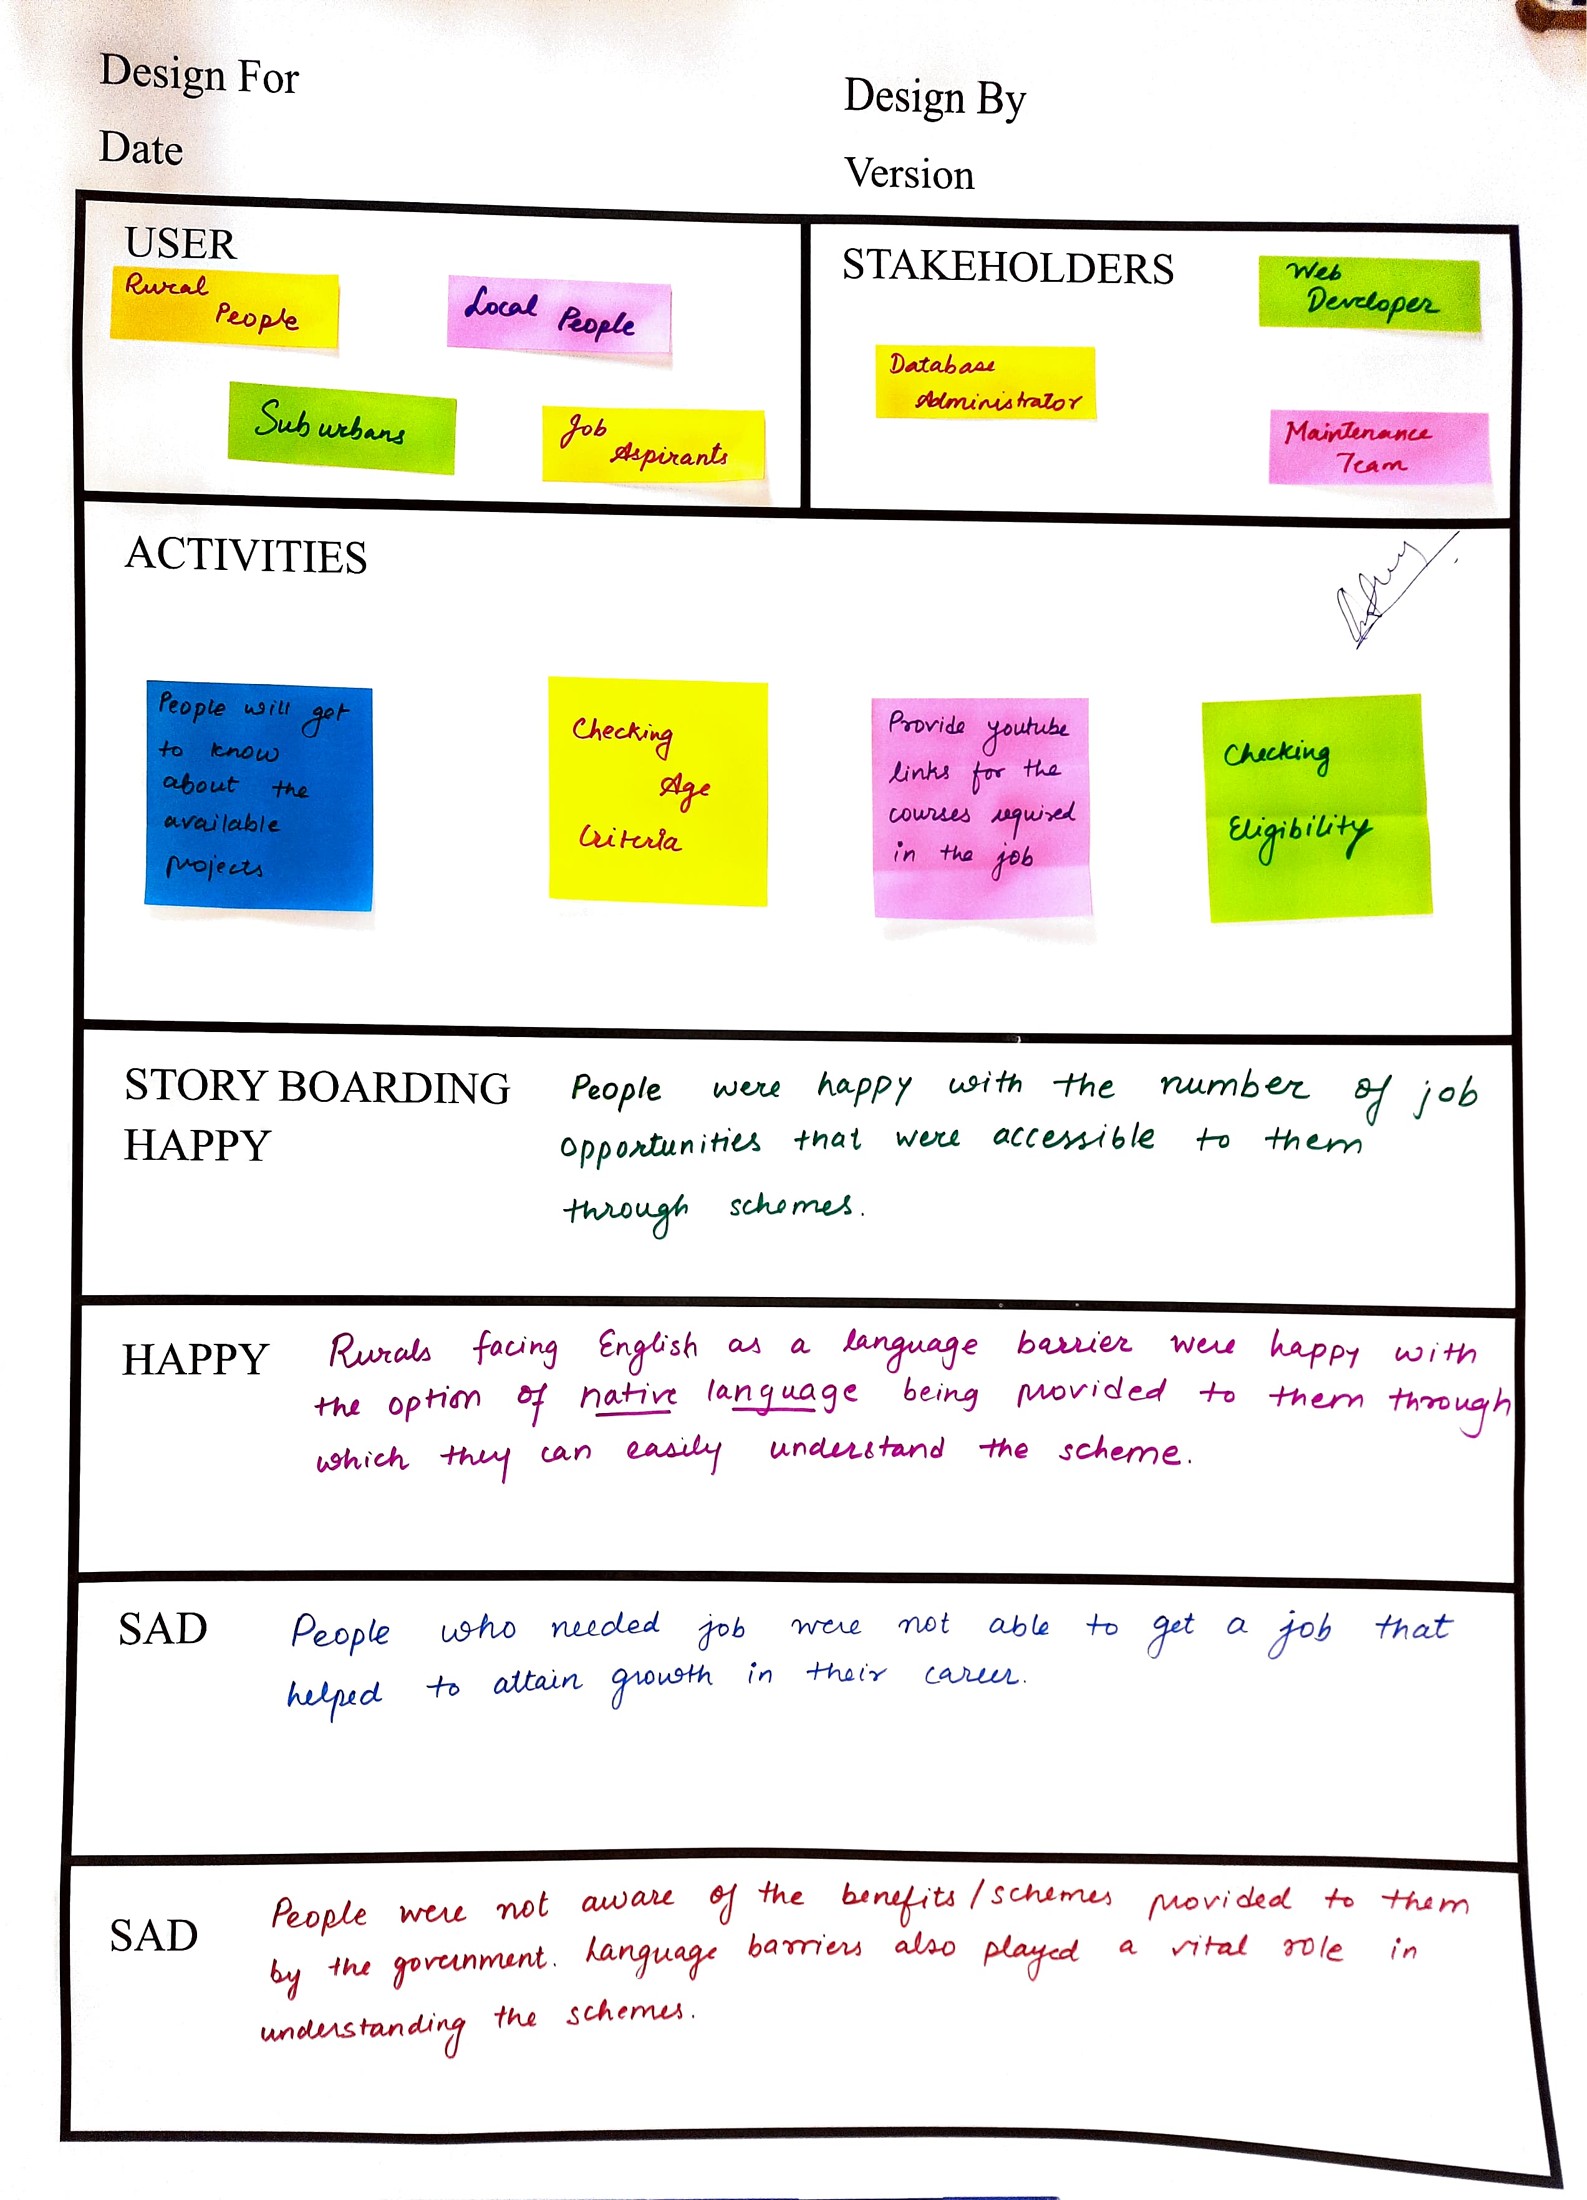 Design For
Design By
Date
Version
USER
Rural
People
Local People
Suburbans
Job
Aspirants
STAKEHOLDERS
Web
Developer
Database
Administrator
Maintenance
Team
ACTIVITIES
People will get
to know
about the
available
projects
Checking
Age
Criteria
Provide youtube
links for the
courses required
in the job
Checking
Eligibility
STORY BOARDING
HAPPY
People were happy with the number of job
opportunities that were accessible to them
through schemes.
HAPPY
Rurals facing English as a language barrier were happy with
the option of native language being provided to them through
which they can easily understand the scheme.
SAD
People who needed job were not able to get a job that
helped to attain growth in their career.
SAD
People were not aware of the benefits/schemes provided to them
by the government. Language barriers also played a vital role in
understanding the schemes.